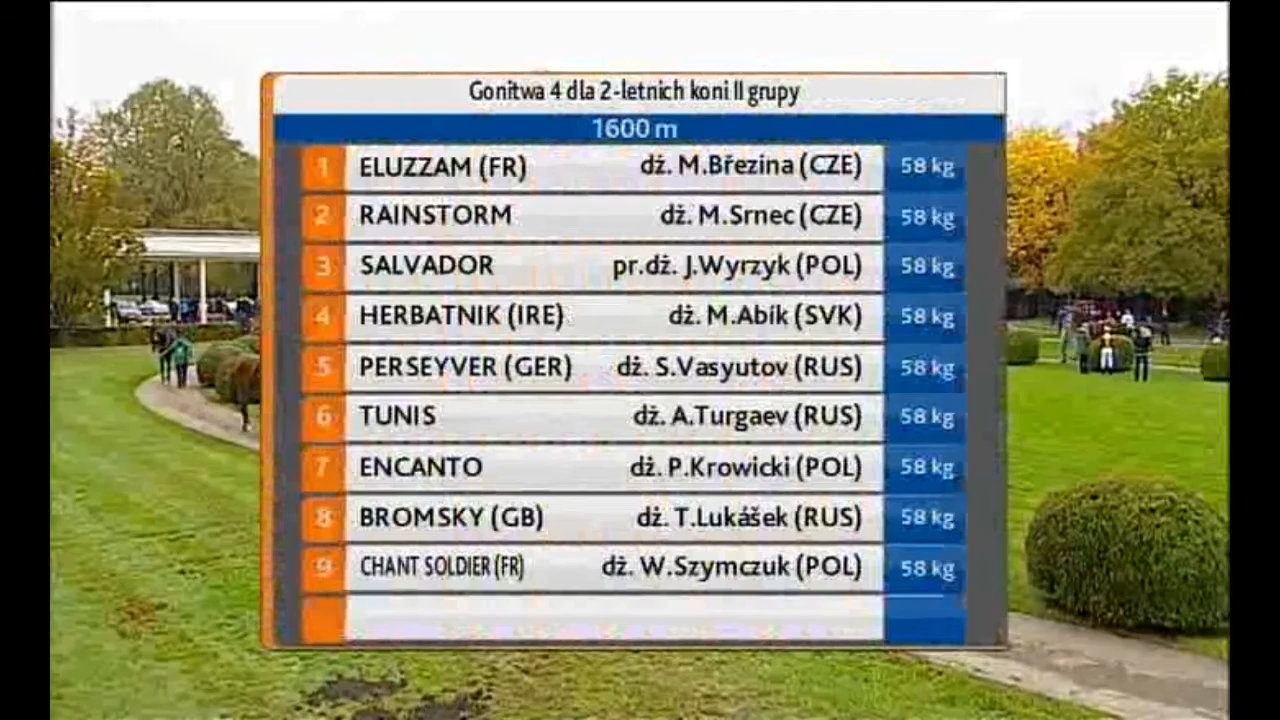 Gonitwa 4 dla 2-letnich koni II grupy
1600 m
1 ELUZZAM (FR) dż. M.Březina (CZE) 58 kg
2 RAINSTORM dż. M.Srnec (CZE) 58 kg
3 SALVADOR pr.dż. J.Wyrzyk (POL) 58 kg
4 HERBATNIK (IRE) dż. M.Abík (SVK) 58 kg
5 PERSEYVER (GER) dż. S.Vasyutov (RUS) 58 kg
6 TUNIS dż. A.Turgaev (RUS) 58 kg
7 ENCANTO dż. P.Krowicki (POL) 58 kg
8 BROMSKY (GB) dż. T.Lukášek (RUS) 58 kg
9 CHANT SOLDIER (FR) dż. W.Szymczuk (POL) 58 kg